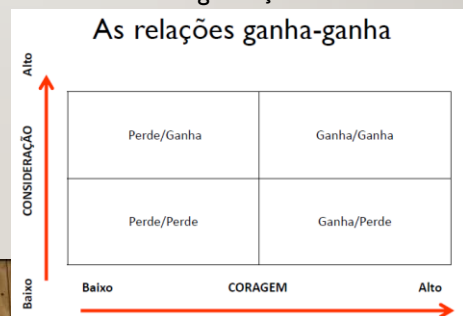 As relações ganha-ganha
Alto
CONSIDERAÇÃO
Baixo
Perde/Ganha
Ganha/Ganha
Perde/Perde
Ganha/Perde
Baixo
CORAGEM
Alto